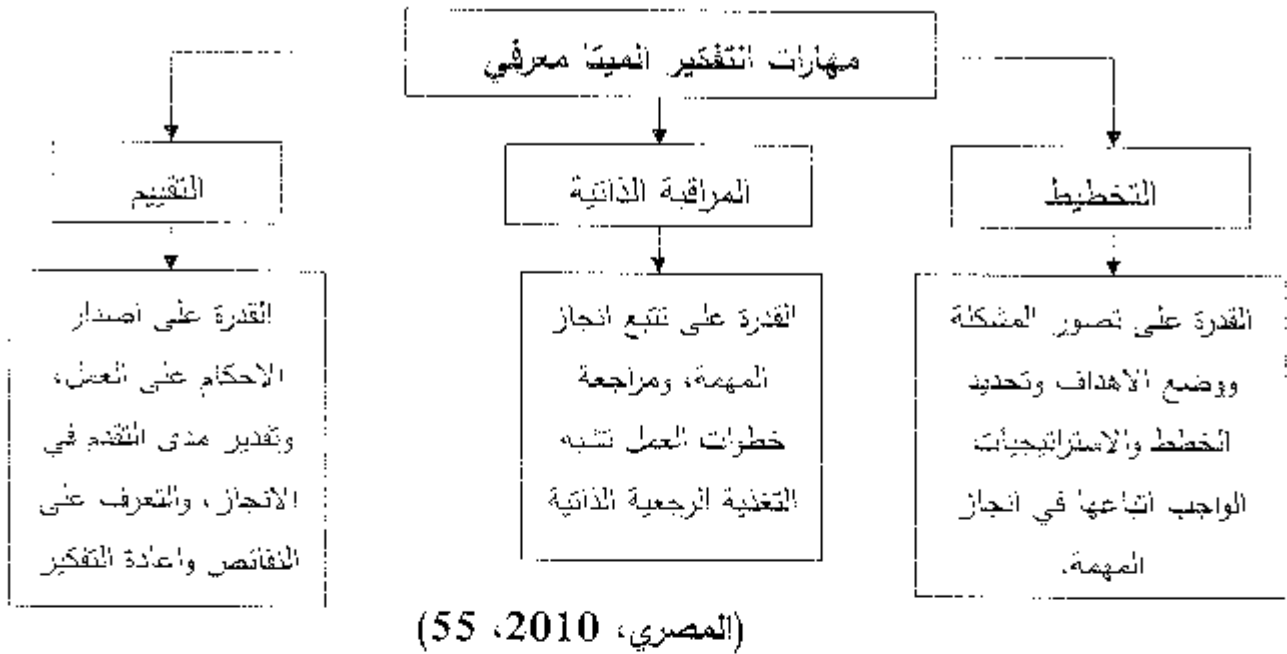 مهارات التفكير الميتا معرفي
التخطيط
المراقبة الذاتية
التقييم
القدرة على تصور المشكلة
ووضع الاهداف وتحديد
الخطط والاستراتيجيات
الواجب اتباعها في انجاز
المهمة.
القدرة على تتبع انجاز
المهمة، ومراجعة
خطوات العمل تشبه
التغذية الرجعية الذاتية
القدرة على اصدار
الاحكام على العمل،
وتقدير مدى التقدم في
الانجاز، والتعرف على
النقائص واعادة التفكير
(المصري، 2010، 55)